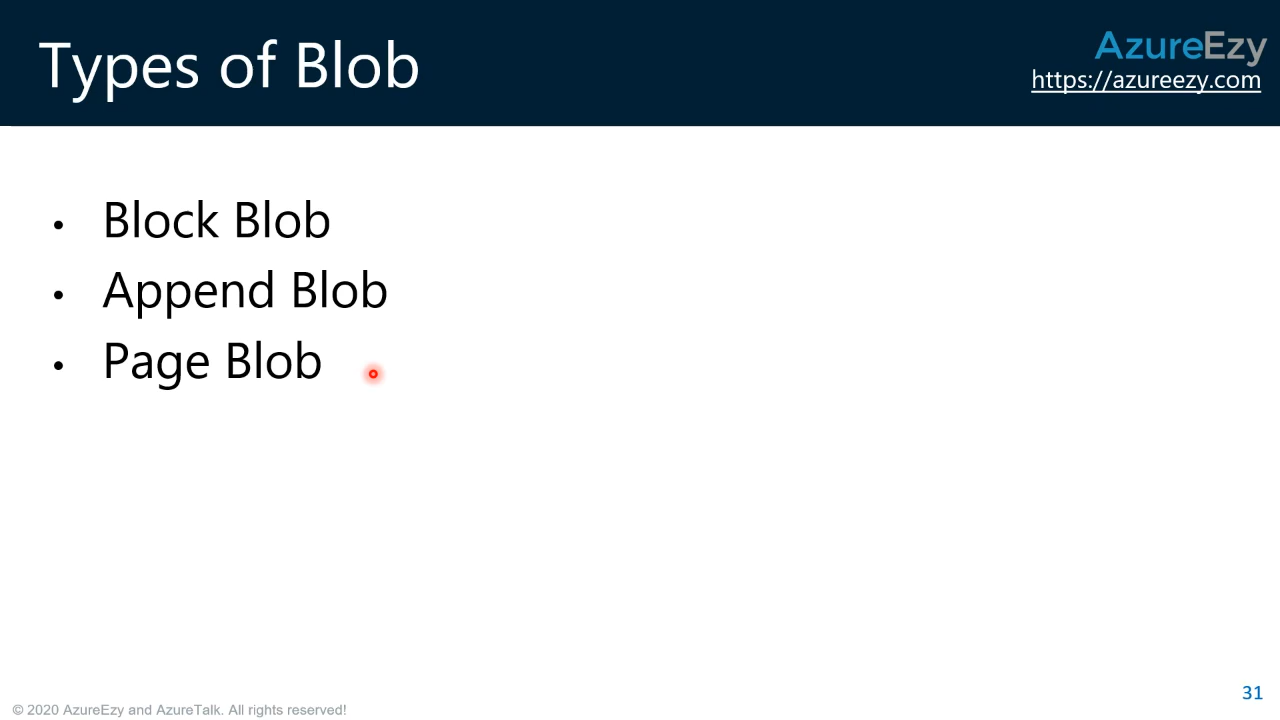 Types of Blob
AzureEzy
https://azureezy.com
• Block Blob
• Append Blob
• Page Blob
© 2020 AzureEzy and AzureTalk. All rights reserved!
31